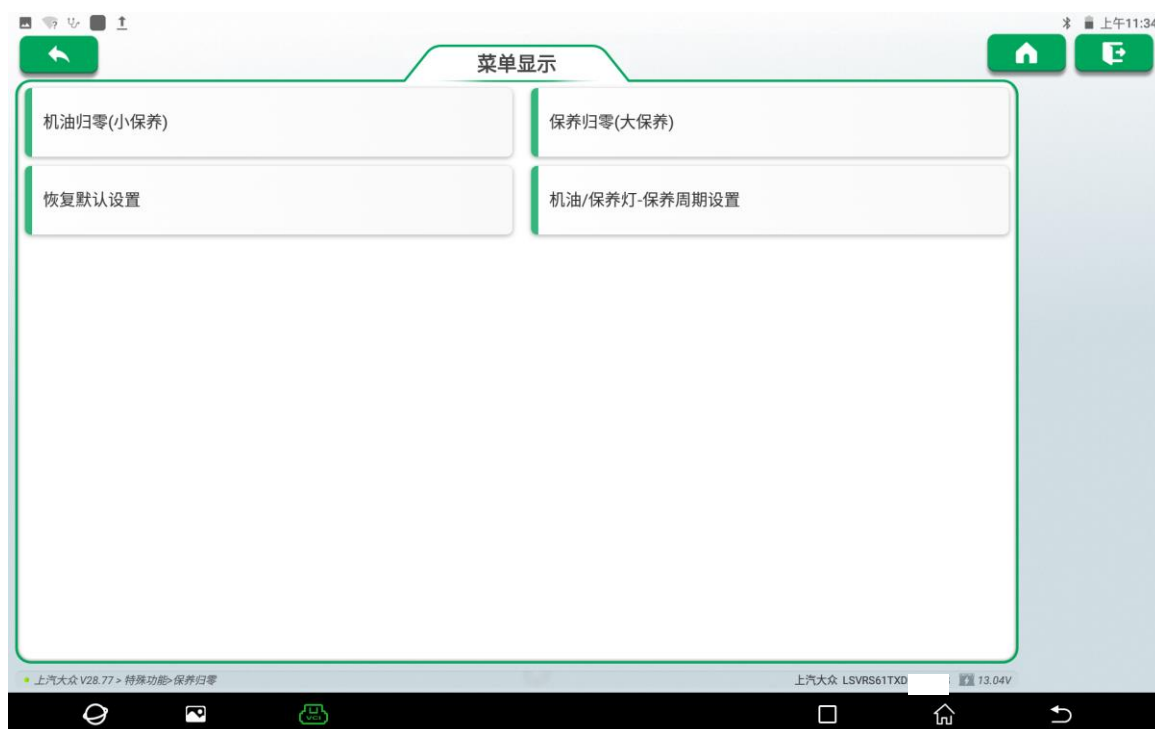 上午11:34
菜单显示
机油归零(小保养)
保养归零(大保养)
恢复默认设置
机油/保养灯-保养周期设置
上汽大众 V28.77 > 特殊功能>保养归零
上汽大众 LSVRS61TXD
13.04V
VCI